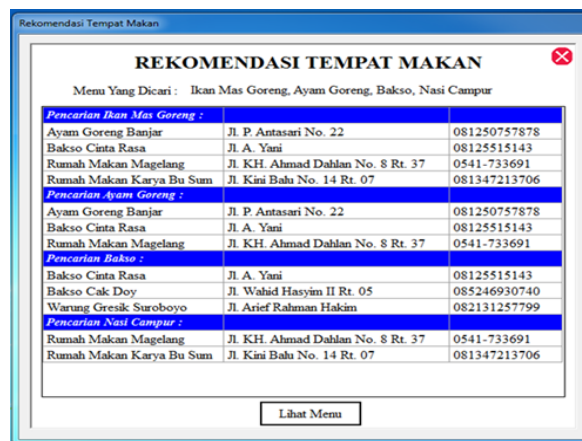 Rekomendasi Tempat Makan
REKOMENDASI TEMPAT MAKAN
Menu Yang Dicari : Ikan Mas Goreng, Ayam Goreng, Bakso, Nasi Campur
Pencarian Ikan Mas Goreng :
Ayam Goreng Banjar Jl. P. Antasari No. 22 081250757878
Bakso Cinta Rasa Jl. A. Yani 08125515143
Rumah Makan Magelang Jl. KH. Ahmad Dahlan No. 8 Rt. 37 0541-733691
Rumah Makan Karya Bu Sum Jl. Kini Balu No. 14 Rt. 07 081347213706
Pencarian Ayam Goreng :
Ayam Goreng Banjar Jl. P. Antasari No. 22 081250757878
Bakso Cinta Rasa Jl. A. Yani 08125515143
Rumah Makan Magelang Jl. KH. Ahmad Dahlan No. 8 Rt. 37 0541-733691
Pencarian Bakso :
Bakso Cinta Rasa Jl. A. Yani 08125515143
Bakso Cak Doy Jl. Wahid Hasyim II Rt. 05 085246930740
Warung Gresik Suroboyo Jl. Arief Rahman Hakim 082131257799
Pencarian Nasi Campur :
Rumah Makan Magelang Jl. KH. Ahmad Dahlan No. 8 Rt. 37 0541-733691
Rumah Makan Karya Bu Sum Jl. Kini Balu No. 14 Rt. 07 081347213706
Lihat Menu